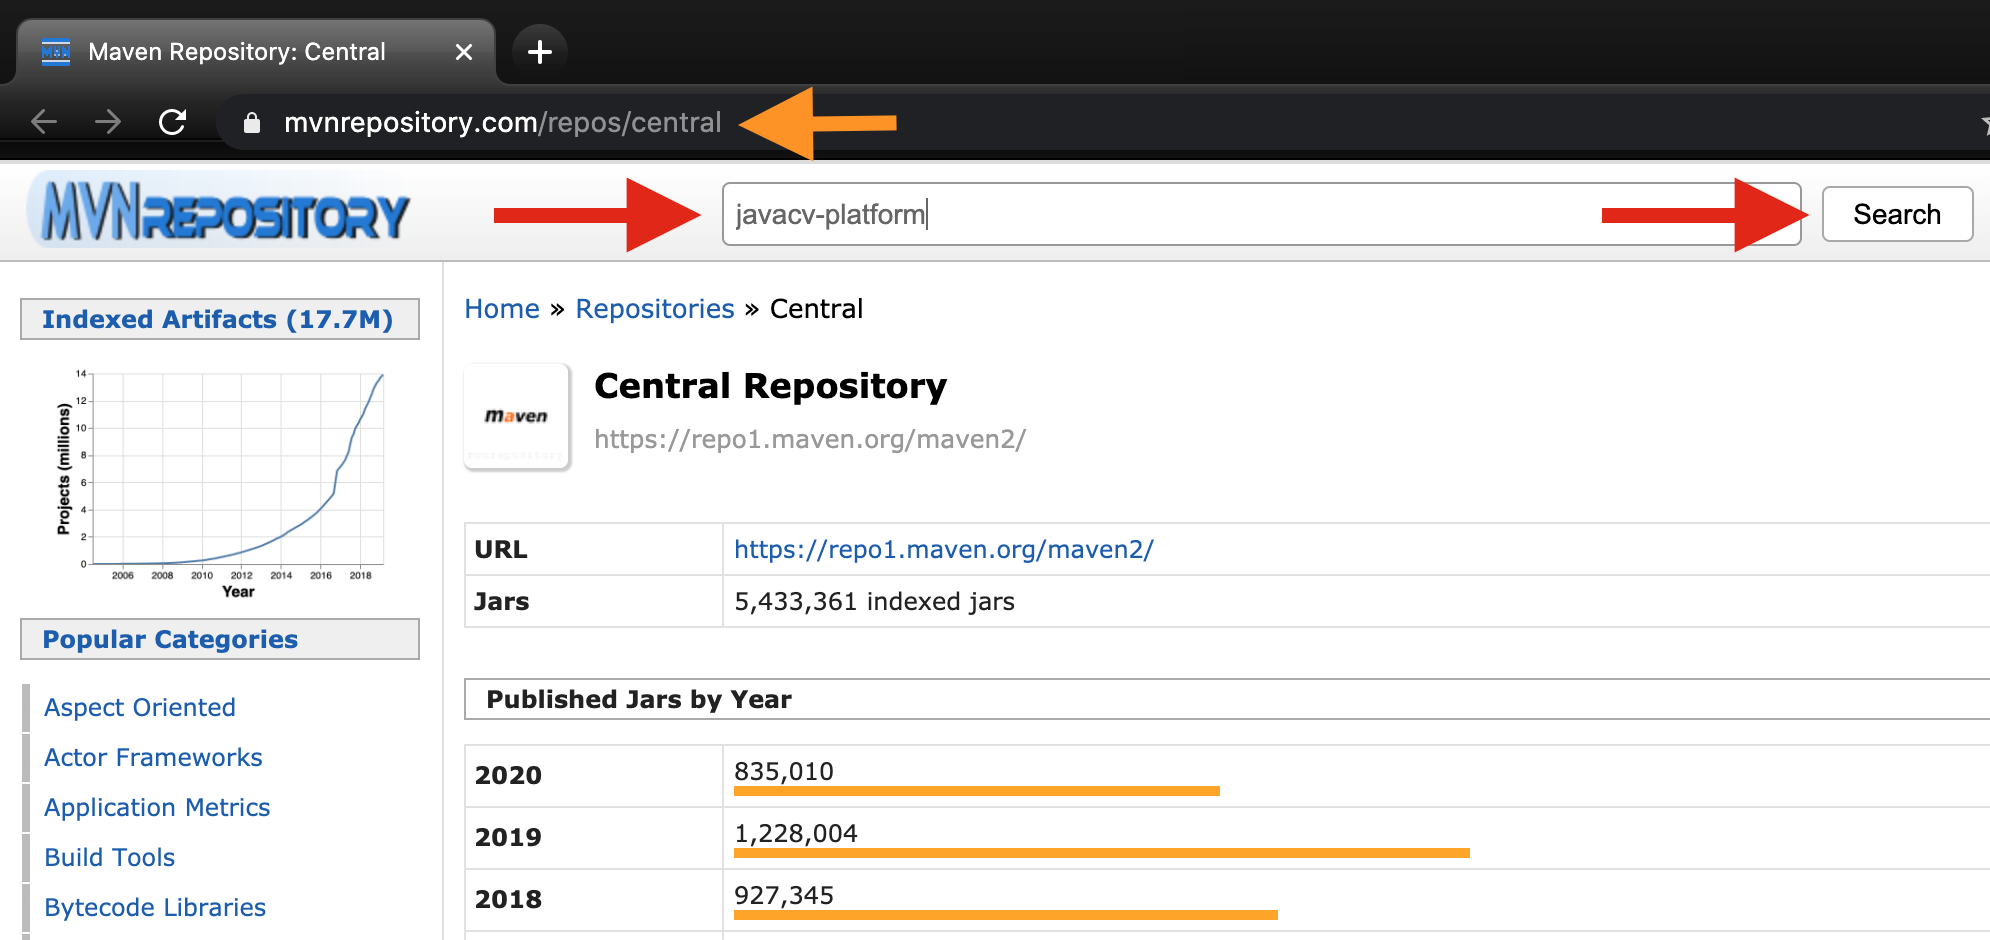 MVN
Maven Repository: Central
mvnrepository.com/repos/central
MVNREPOSITORY
javacv-platform
Search
Indexed Artifacts (17.7M)
Projects (millions)
14
12
10
8
6
4
2
0
2006 2008 2010 2012 2014 2016 2018
Year
Popular Categories
Aspect Oriented
Actor Frameworks
Application Metrics
Build Tools
Bytecode Libraries
Home » Repositories » Central
maven
mvnrepository
Central Repository
https://repo1.maven.org/maven2/
URL https://repo1.maven.org/maven2/
Jars 5,433,361 indexed jars
Published Jars by Year
2020 835,010
2019 1,228,004
2018 927,345